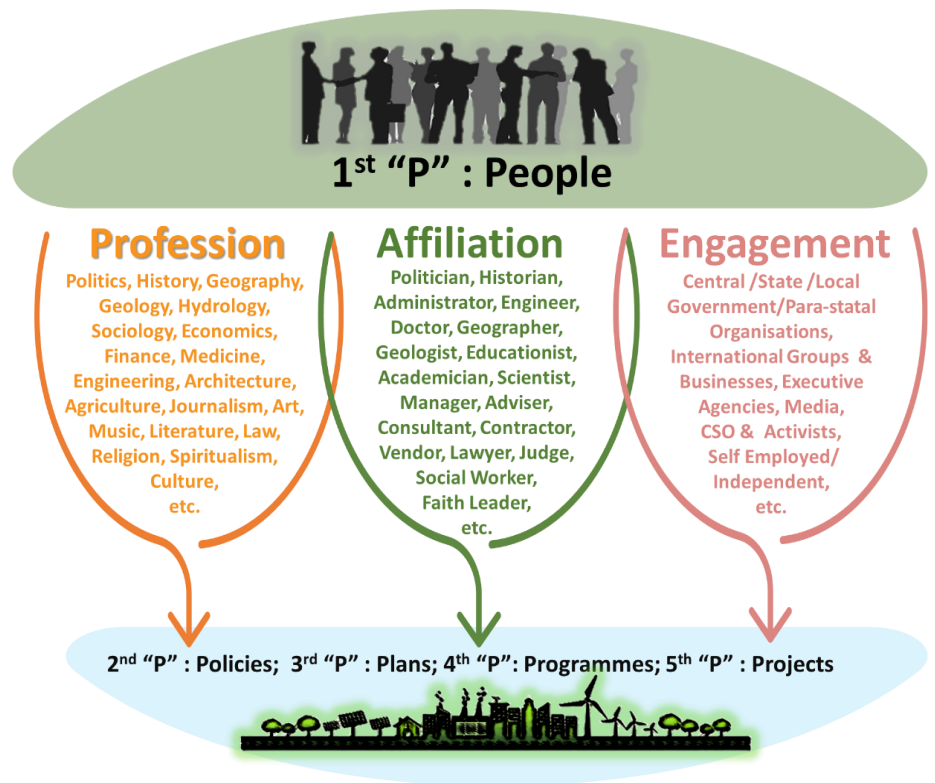 1st “P” : People
Profession
Politics, History, Geography,
Geology, Hydrology,
Sociology, Economics,
Finance, Medicine,
Engineering, Architecture,
Agriculture, Journalism, Art,
Music, Literature, Law,
Religion, Spiritualism,
Culture,
etc.
Affiliation
Politician, Historian,
Administrator, Engineer,
Doctor, Geographer,
Geologist, Educationist,
Academician, Scientist,
Manager, Adviser,
Consultant, Contractor,
Vendor, Lawyer, Judge,
Social Worker,
Faith Leader,
etc.
Engagement
Central /State /Local
Government/Para-statal
Organisations,
International Groups &
Businesses, Executive
Agencies, Media,
CSO & Activists,
Self Employed/
Independent,
etc.
2nd “P” : Policies; 3rd “P” : Plans; 4th “P”: Programmes; 5th “P” : Projects